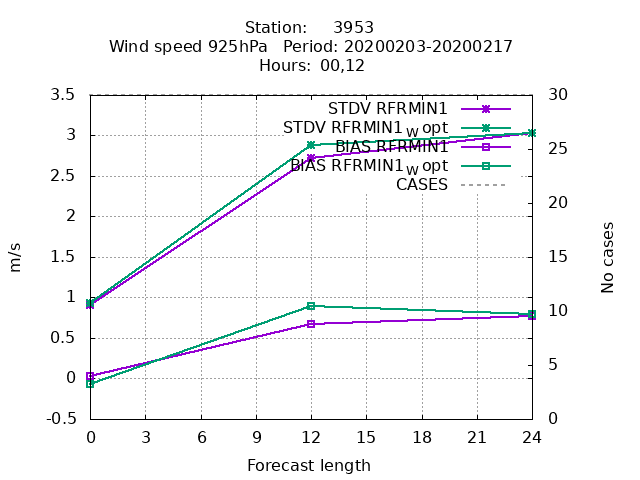 Station: 3953
Wind speed 925hPa Period: 20200203-20200217
Hours: 00,12
3.5
3
2.5
2
1.5
1
0.5
0
-0.5
m/s
STDV RFRMIN1
STDV RFRMIN1_W opt
BIAS RFRMIN1
BIAS RFRMIN1_W opt
CASES
30
25
20
15
10
5
0
No cases
0 3 6 9 12 15 18 21 24
Forecast length